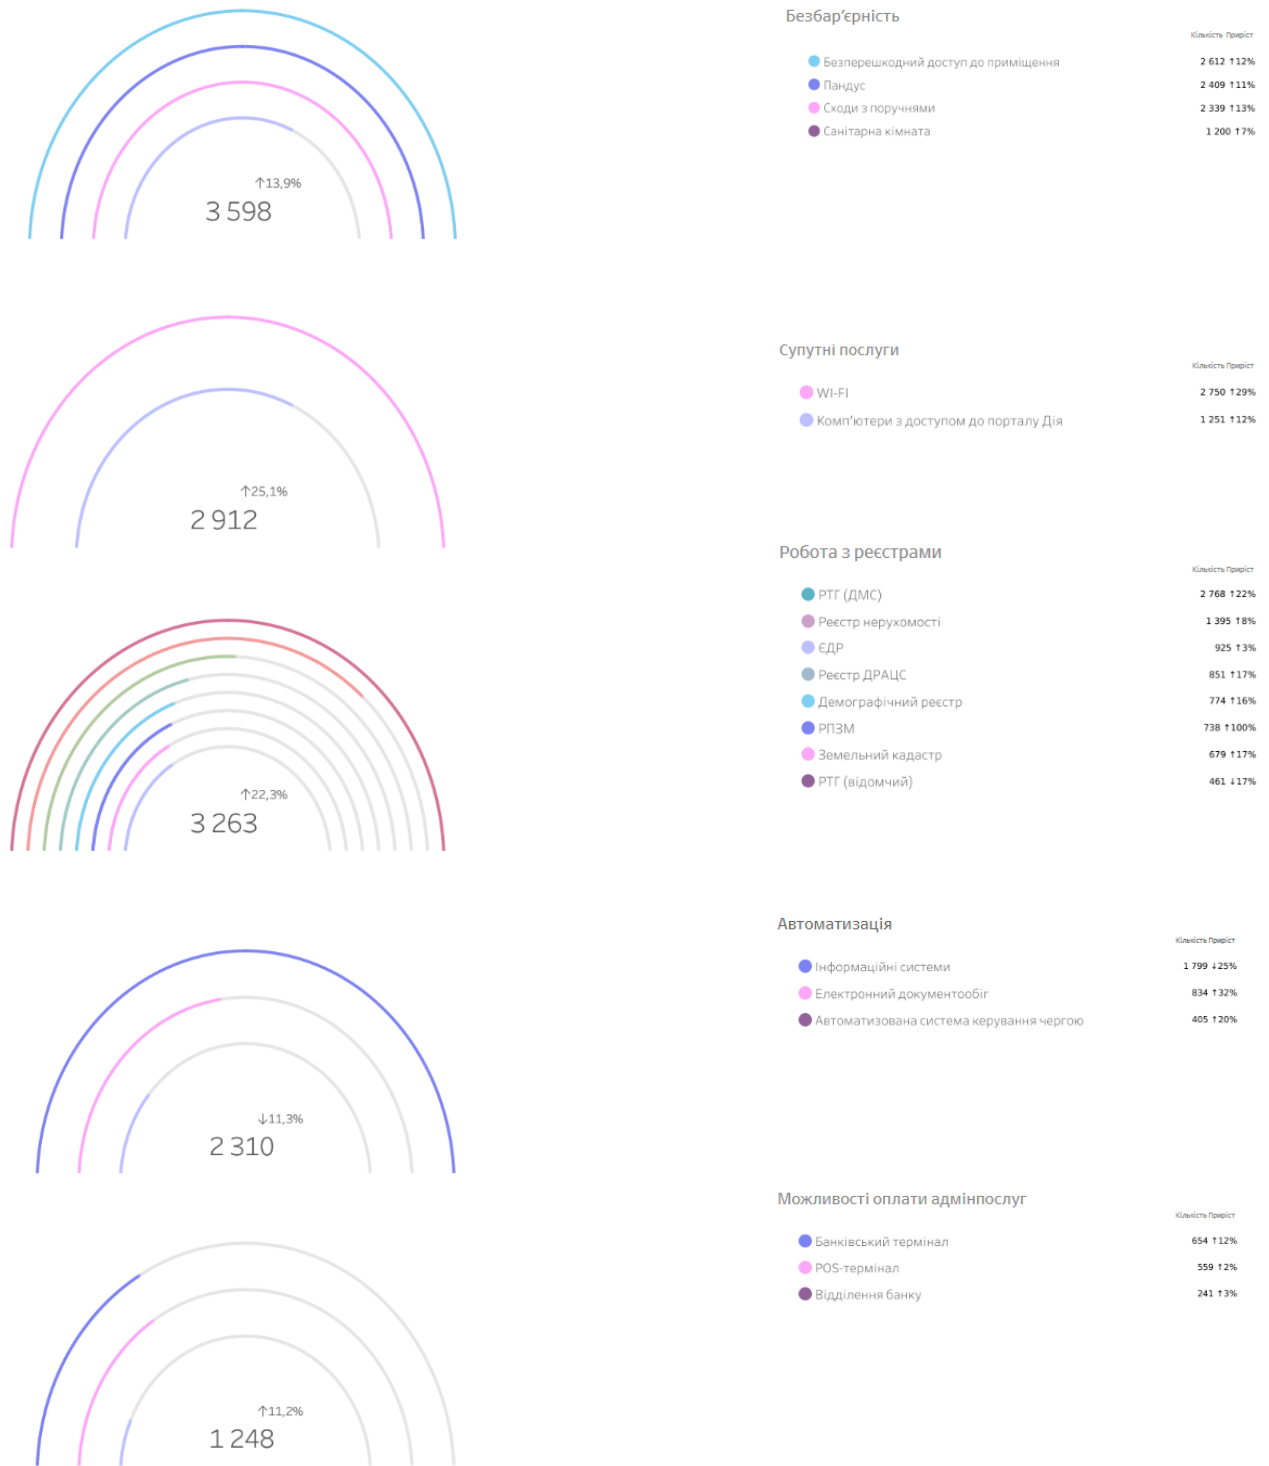 Безбар'єрність
Кількість Приріст
Безперешкодний доступ до приміщення 2 612 ↑12%
Пандус 2 409 ↑11%
Сходи з поручнями 2 339 ↑13%
Санітарна кімната 1 200 ↑7%
↑13,9%
3 598
Супутні послуги
Кількість Приріст
WI-FI 2 750 ↑29%
Комп'ютери з доступом до порталу Дія 1 251 ↑12%
↑25,1%
2 912
Робота з реєстрами
Кількість Приріст
РТГ (ДМС) 2 768 ↑22%
Реєстр нерухомості 1 395 ↑8%
ЄДР 925 ↑3%
Реєстр ДРАЦС 851 ↑17%
Демографічний реєстр 774 ↑16%
РПЗМ 738 ↑100%
Земельний кадастр 679 ↑17%
РТГ (відомчий) 461 ↓17%
↑22,3%
3 263
Автоматизація
Кількість Приріст
Інформаційні системи 1 799 ↓25%
Електронний документообіг 834 ↑32%
Автоматизована система керування чергою 405 ↑20%
↓11,3%
2 310
Можливості оплати адмінпослуг
Кількість Приріст
Банківський термінал 654 ↑12%
POS-термінал 559 ↑2%
Відділення банку 241 ↑3%
↑11,2%
1 248